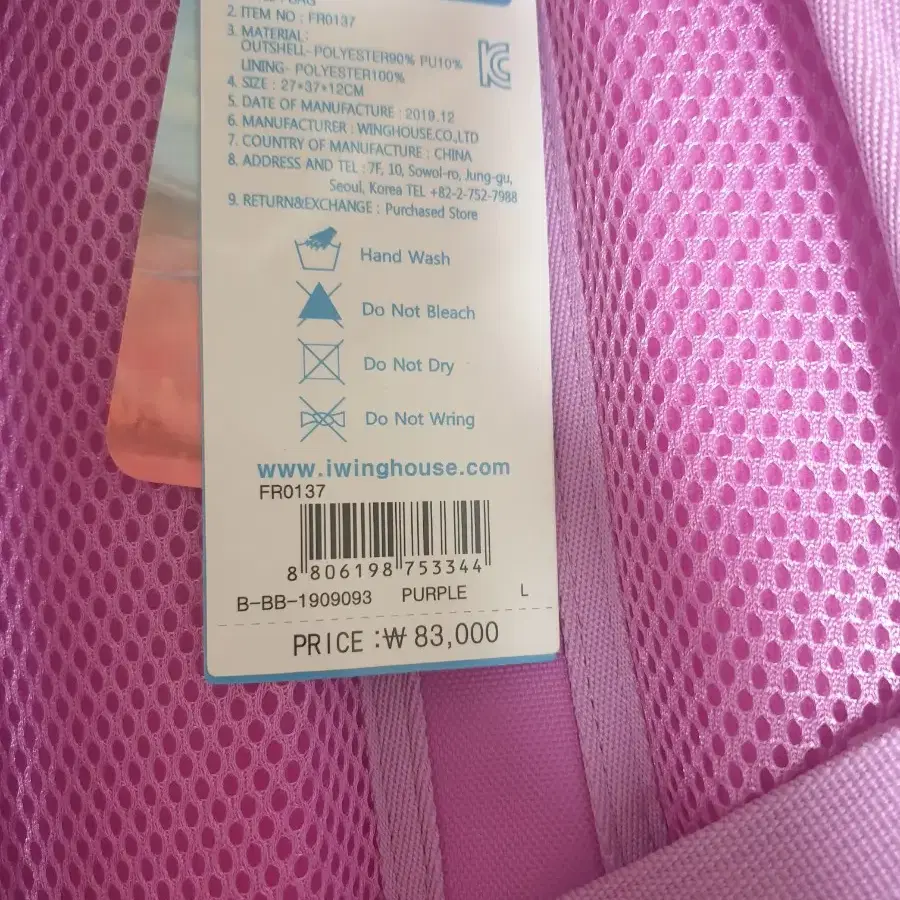 BAG
2. ITEM NO : FR0137
3. MATERIAL:
OUTSHELL- POLYESTER90% PU10%
LINING- POLYESTER100%
4. SIZE : 27*37*12CM
5. DATE OF MANUFACTURE : 2019.12
6. MANUFACTURER : WINGHOUSE.CO.,LTD
7. COUNTRY OF MANUFACTURE : CHINA
8. ADDRESS AND TEL : 7F, 10, Sowol-ro, Jung-gu,
Seoul, Korea TEL +82-2-752-7988
9. RETURN&EXCHANGE : Purchased Store
Hand Wash
Do Not Bleach
Do Not Dry
Do Not Wring
www.iwinghouse.com
FR0137
8 806198 753344
B-BB-1909093 PURPLE L
PRICE :₩ 83,000